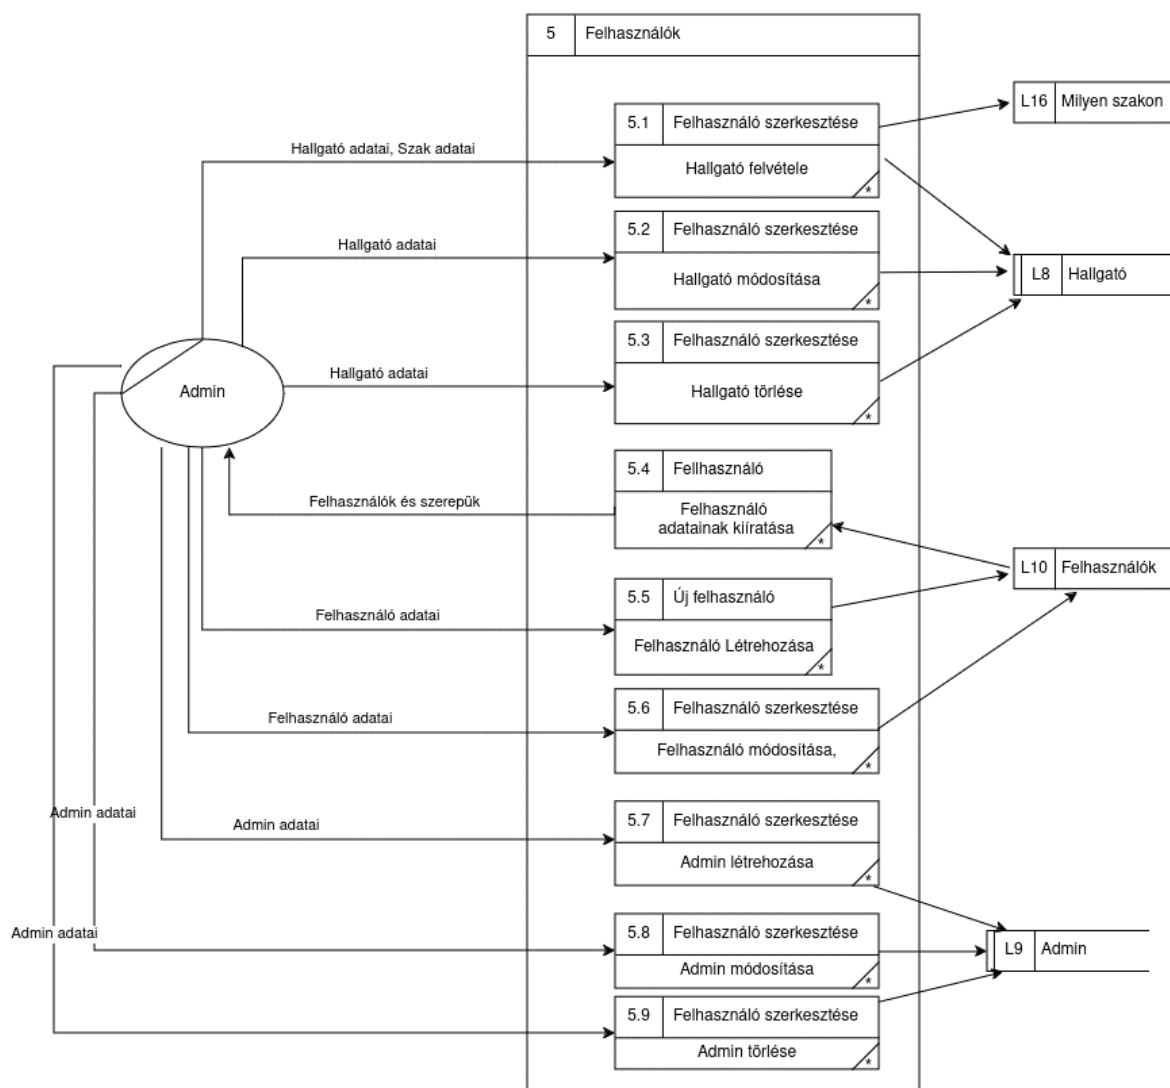 5 Felhasználók
L16 Milyen szakon
5.1 Felhasználó szerkesztése
Hallgató adatai, Szak adatai
Hallgató felvétele
*
5.2 Felhasználó szerkesztése
Hallgató adatai
L8 Hallgató
Hallgató módosítása
*
5.3 Felhasználó szerkesztése
Hallgató adatai
Admin
Hallgató törlése
*
5.4 Fellhasználó
Felhasználók és szerepük
Felhasználó
adatainak kiíratása
*
L10 Felhasználók
5.5 Új felhasználó
Felhasználó adatai
Felhasználó Létrehozása
*
5.6 Felhasználó szerkesztése
Felhasználó adatai
Felhasználó módosítása,
*
Admin adatai
5.7 Felhasználó szerkesztése
Admin adatai
Admin létrehozása
*
5.8 Felhasználó szerkesztése
Admin adatai
L9 Admin
Admin módosítása
*
5.9 Felhasználó szerkesztése
Admin törlése
*